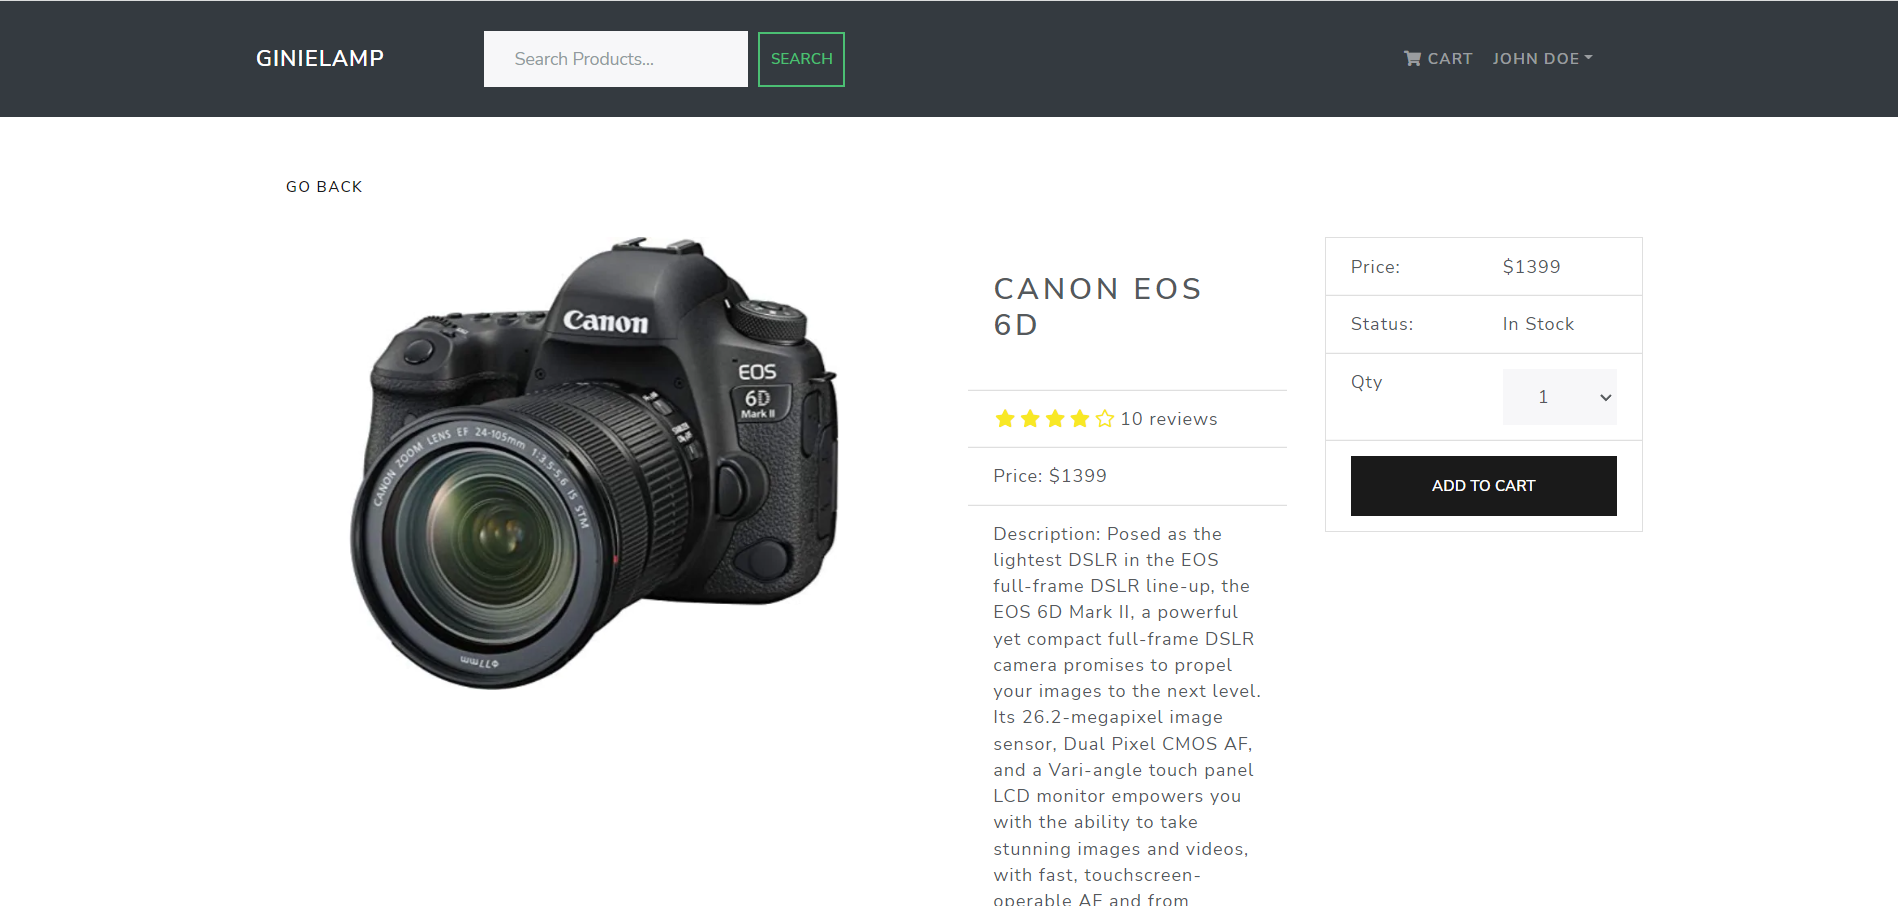 GINIELAMP
Search Products...
SEARCH
CART
JOHN DOE
GO BACK
Canon
EOS
6D
Mark II
CANON ZOOM LENS EF 24-105mm 1:3.5-5.6 IS STM
Φ77mm
CANON EOS
6D
10 reviews
Price: $1399
Description: Posed as the
lightest DSLR in the EOS
full-frame DSLR line-up, the
EOS 6D Mark II, a powerful
yet compact full-frame DSLR
camera promises to propel
your images to the next level.
Its 26.2-megapixel image
sensor, Dual Pixel CMOS AF,
and a Vari-angle touch panel
LCD monitor empowers you
with the ability to take
stunning images and videos,
with fast, touchscreen-
operable AF and from
Price: $1399
Status: In Stock
Qty 1
ADD TO CART